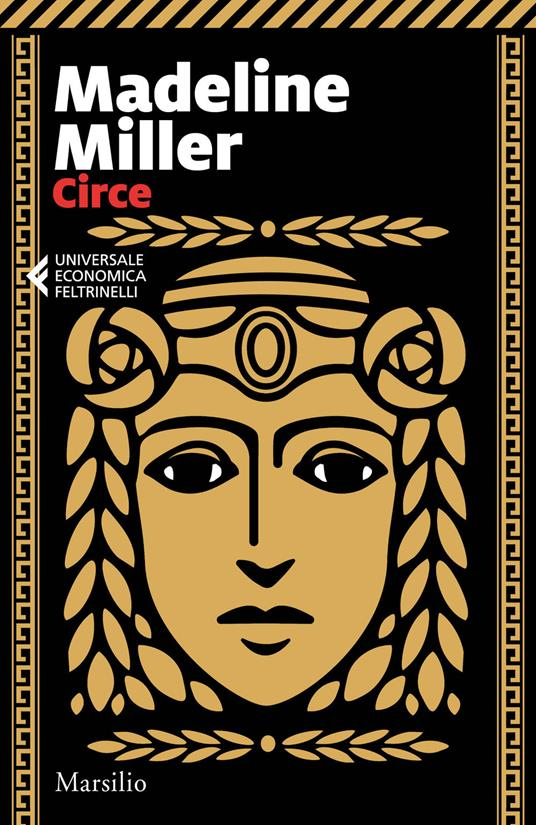 Madeline
Miller
Circe
UNIVERSALE
ECONOMICA
FELTRINELLI
Marsilio